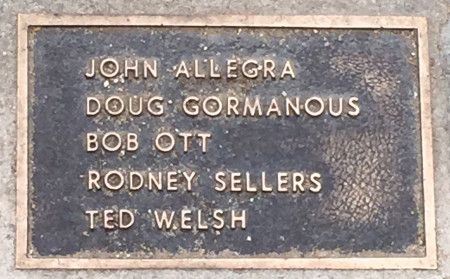 JOHN ALLEGRA
DOUG GORMANOUS
BOB OTT
RODNEY SELLERS
TED WELSH